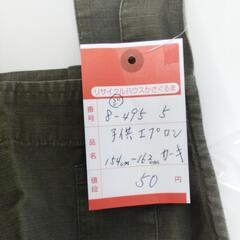 リサイクルハウスかざぐるま
番号 8-495 5
品名 子供エプロン
154cm-162cm カーキ
値段 50 円